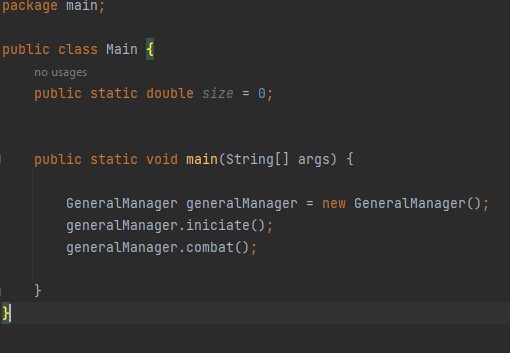 package main;
public class Main {
no usages
public static double size = 0;
public static void main(String[] args) {
GeneralManager generalManager = new GeneralManager();
generalManager.iniciate();
generalManager.combat();
}
}